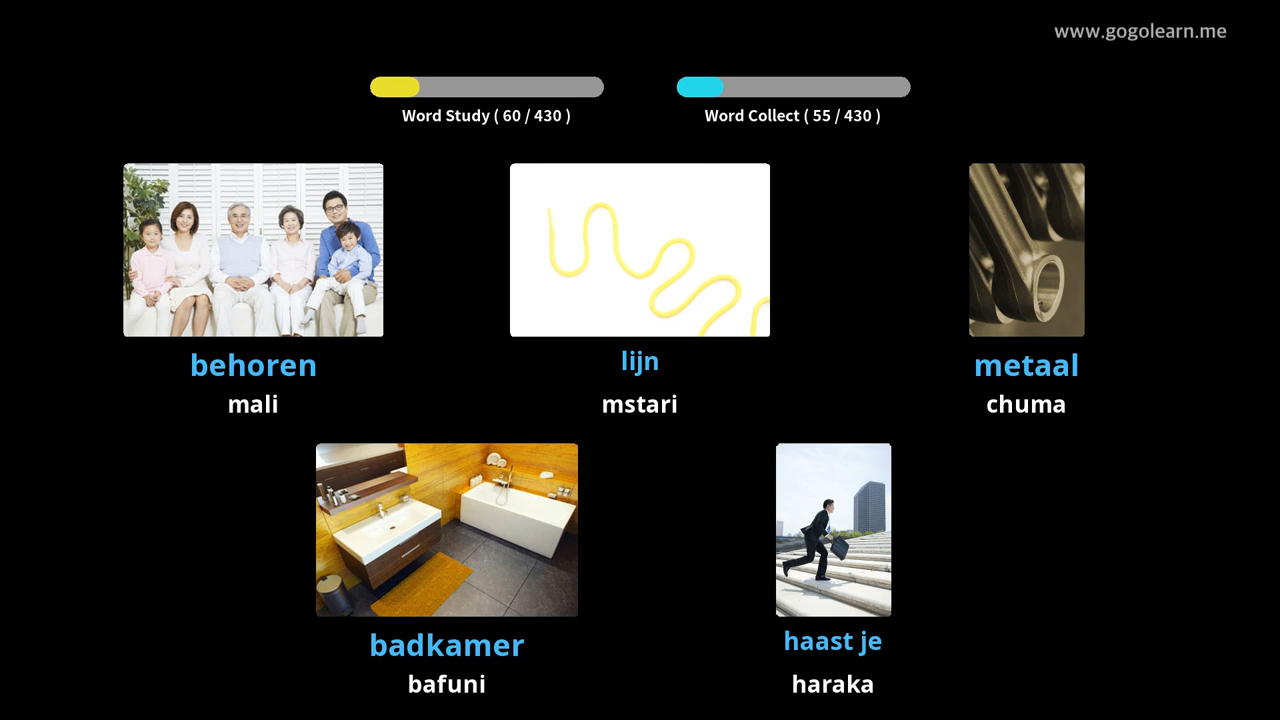 www.gogolearn.me
Word Study ( 60 / 430 )
Word Collect ( 55 / 430 )
behoren
mali
lijn
mstari
metaal
chuma
badkamer
bafuni
haast je
haraka